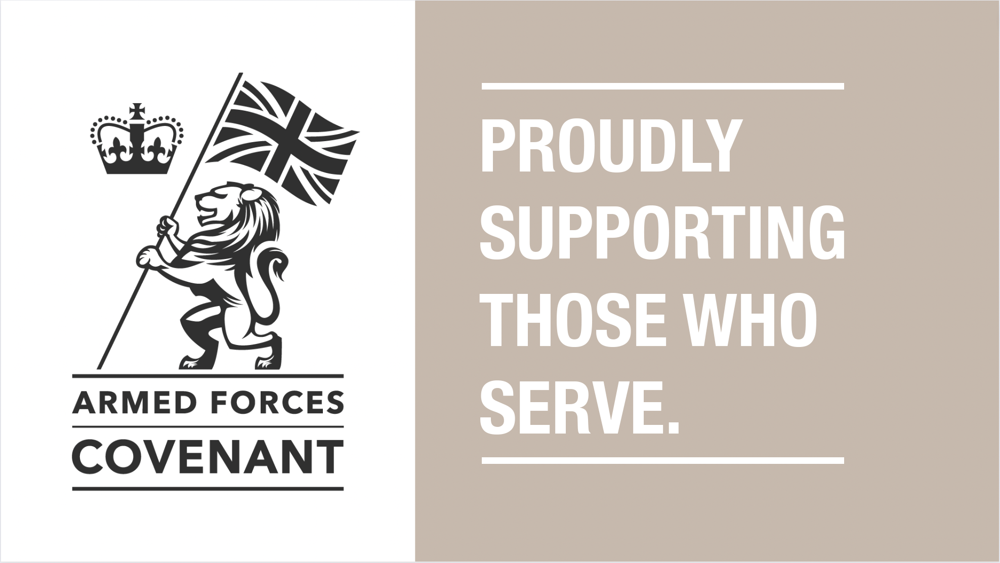 ARMED FORCES
COVENANT
PROUDLY
SUPPORTING
THOSE WHO
SERVE.